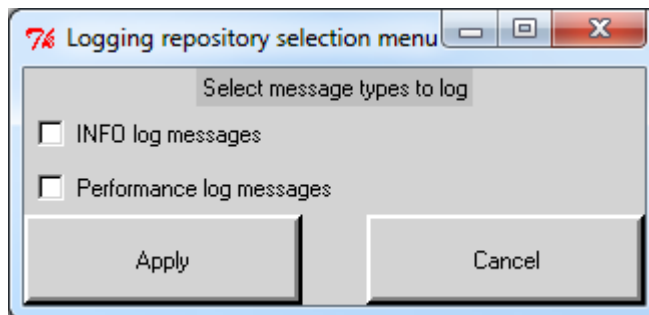 Logging repository selection menu
Select message types to log
INFO log messages
Performance log messages
Apply
Cancel